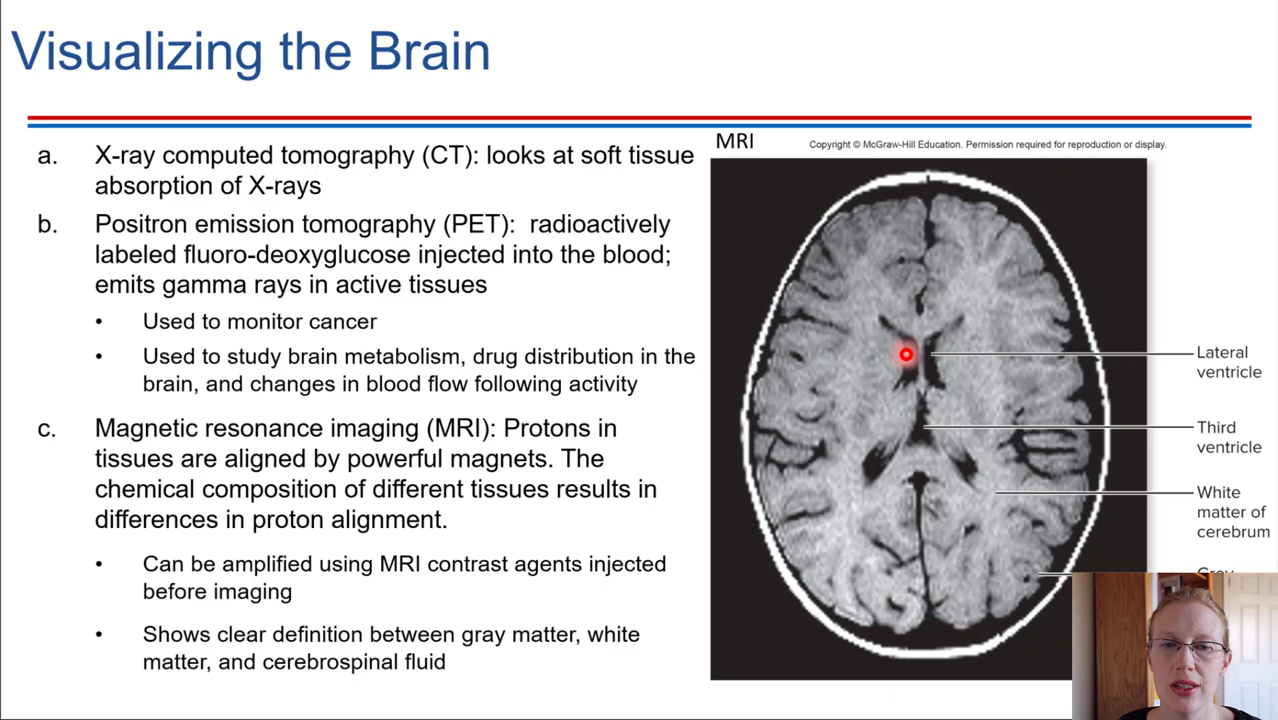 Visualizing the Brain
a. X-ray computed tomography (CT): looks at soft tissue
absorption of X-rays
b. Positron emission tomography (PET): radioactively
labeled fluoro-deoxyglucose injected into the blood;
emits gamma rays in active tissues
• Used to monitor cancer
• Used to study brain metabolism, drug distribution in the
brain, and changes in blood flow following activity
c. Magnetic resonance imaging (MRI): Protons in
tissues are aligned by powerful magnets. The
chemical composition of different tissues results in
differences in proton alignment.
• Can be amplified using MRI contrast agents injected
before imaging
• Shows clear definition between gray matter, white
matter, and cerebrospinal fluid
MRI
Copyright © McGraw-Hill Education. Permission required for reproduction or display.
Lateral
ventricle
Third
ventricle
White
matter of
cerebrum